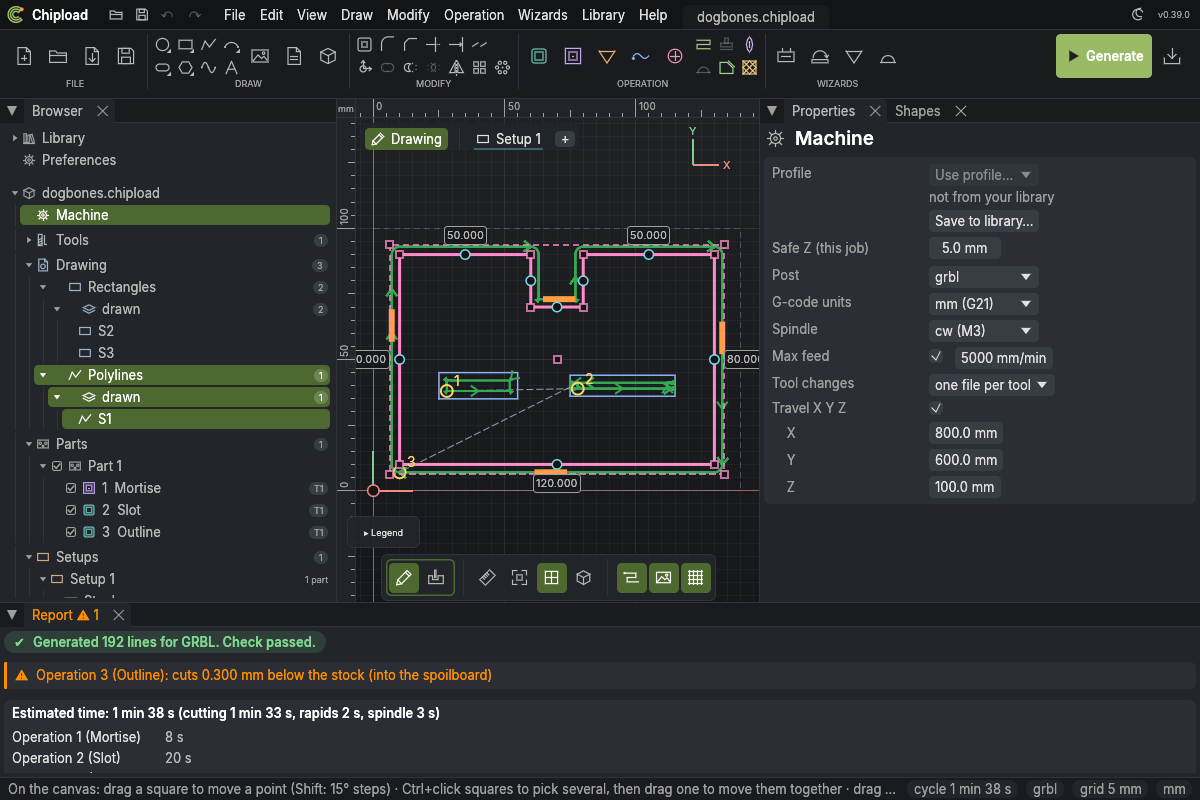 Chipload
File Edit View Draw Modify Operation Wizards Library Help
dogbones.chipload
v0.39.0
FILE
DRAW
MODIFY
OPERATION
WIZARDS
Generate
Browser
Library
Preferences
dogbones.chipload
Machine
Tools 1
Drawing 3
Rectangles 2
drawn 2
S2
S3
Polylines 1
drawn 1
S1
Parts 1
Part 1
1 Mortise T1
2 Slot T1
3 Outline T1
Setups 1
Setup 1 1 part
mm
0 50 100
Drawing
Setup 1
+
Y
X
100
50
0
50.000
50.000
0.000
80.000
1
2
3
120.000
Legend
Properties
Shapes
Machine
Profile Use profile...
not from your library
Save to library...
Safe Z (this job) 5.0 mm
Post grbl
G-code units mm (G21)
Spindle cw (M3)
Max feed 5000 mm/min
Tool changes one file per tool
Travel X Y Z
X 800.0 mm
Y 600.0 mm
Z 100.0 mm
Report 1
✔ Generated 192 lines for GRBL. Check passed.
Operation 3 (Outline): cuts 0.300 mm below the stock (into the spoilboard)
Estimated time: 1 min 38 s (cutting 1 min 33 s, rapids 2 s, spindle 3 s)
Operation 1 (Mortise) 8 s
Operation 2 (Slot) 20 s
On the canvas: drag a square to move a point (Shift: 15° steps) · Ctrl+click squares to pick several, then drag one to move them together · drag ...
cycle 1 min 38 s
grbl
grid 5 mm
mm